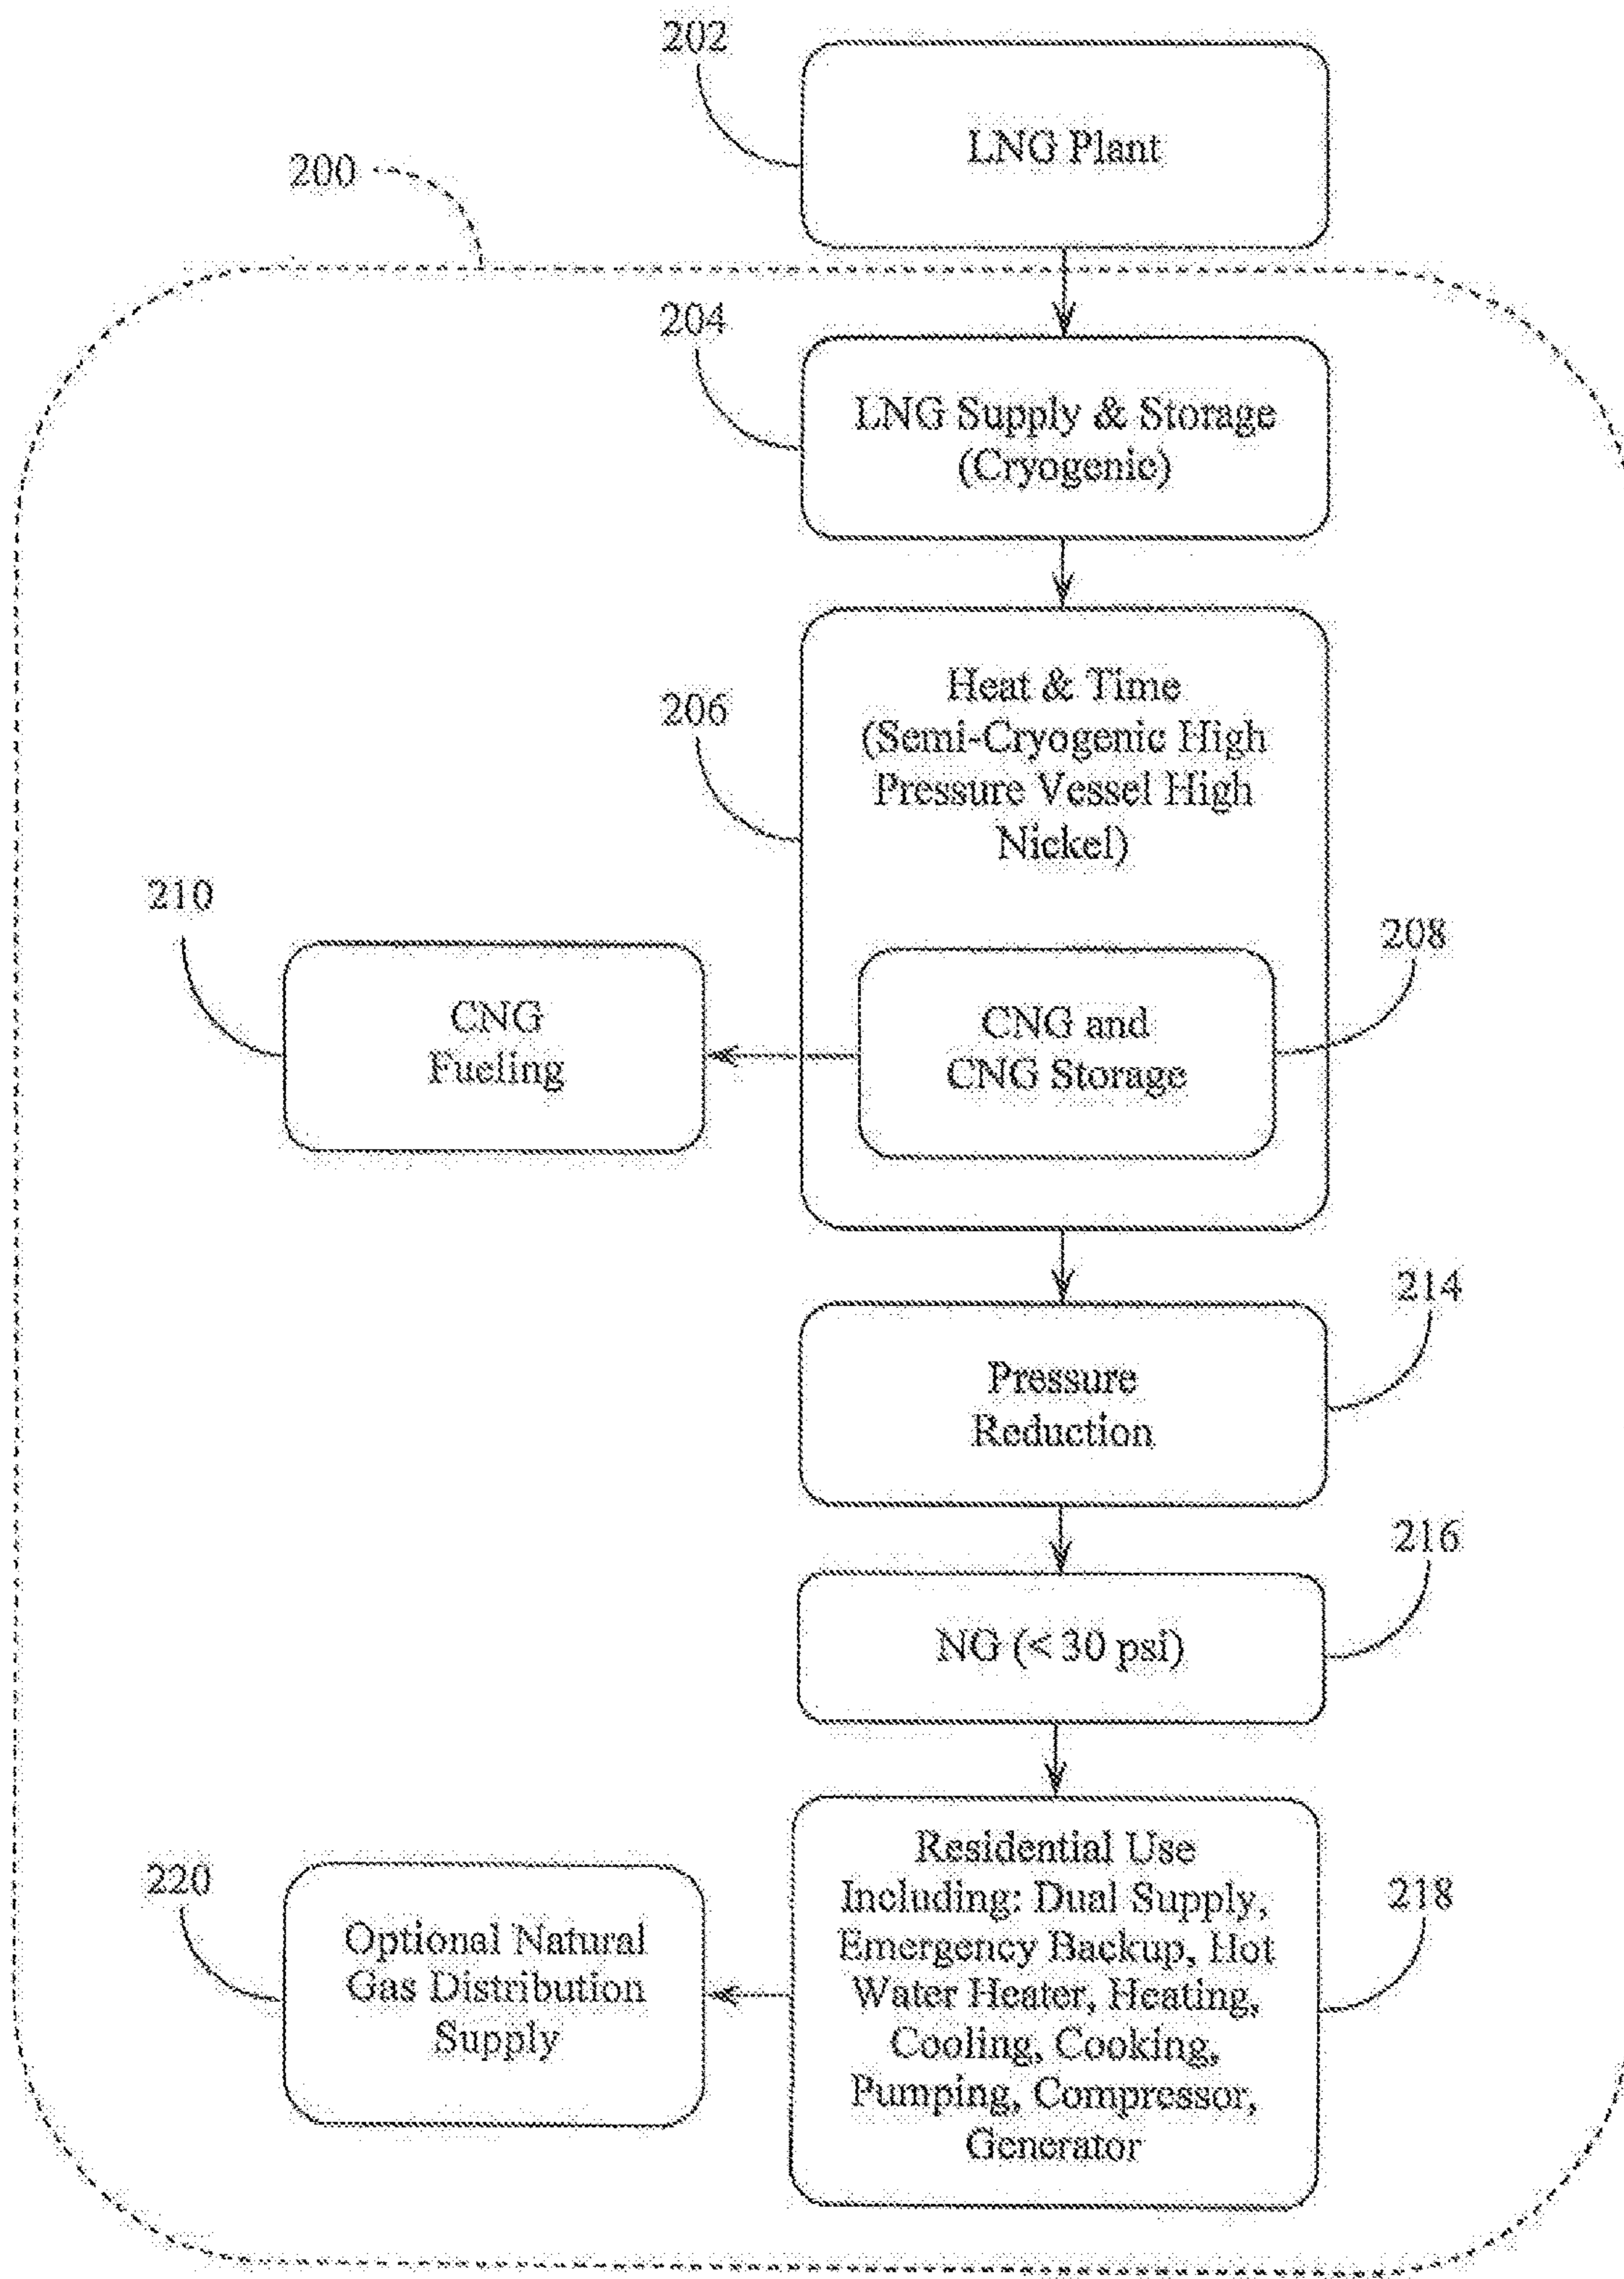 202
LNG Plant
200
204
LNG Supply & Storage
(Cryogenic)
206
Heat & Time
(Semi-Cryogenic High
Pressure Vessel High
Nickel)
210
208
CNG
Fueling
CNG and
CNG Storage
214
Pressure
Reduction
216
NG (< 30 psi)
220
218
Residential Use
Including: Dual Supply,
Emergency Backup, Hot
Water Heater, Heating,
Cooling, Cooking,
Pumping, Compressor,
Generator
Optional Natural
Gas Distribution
Supply